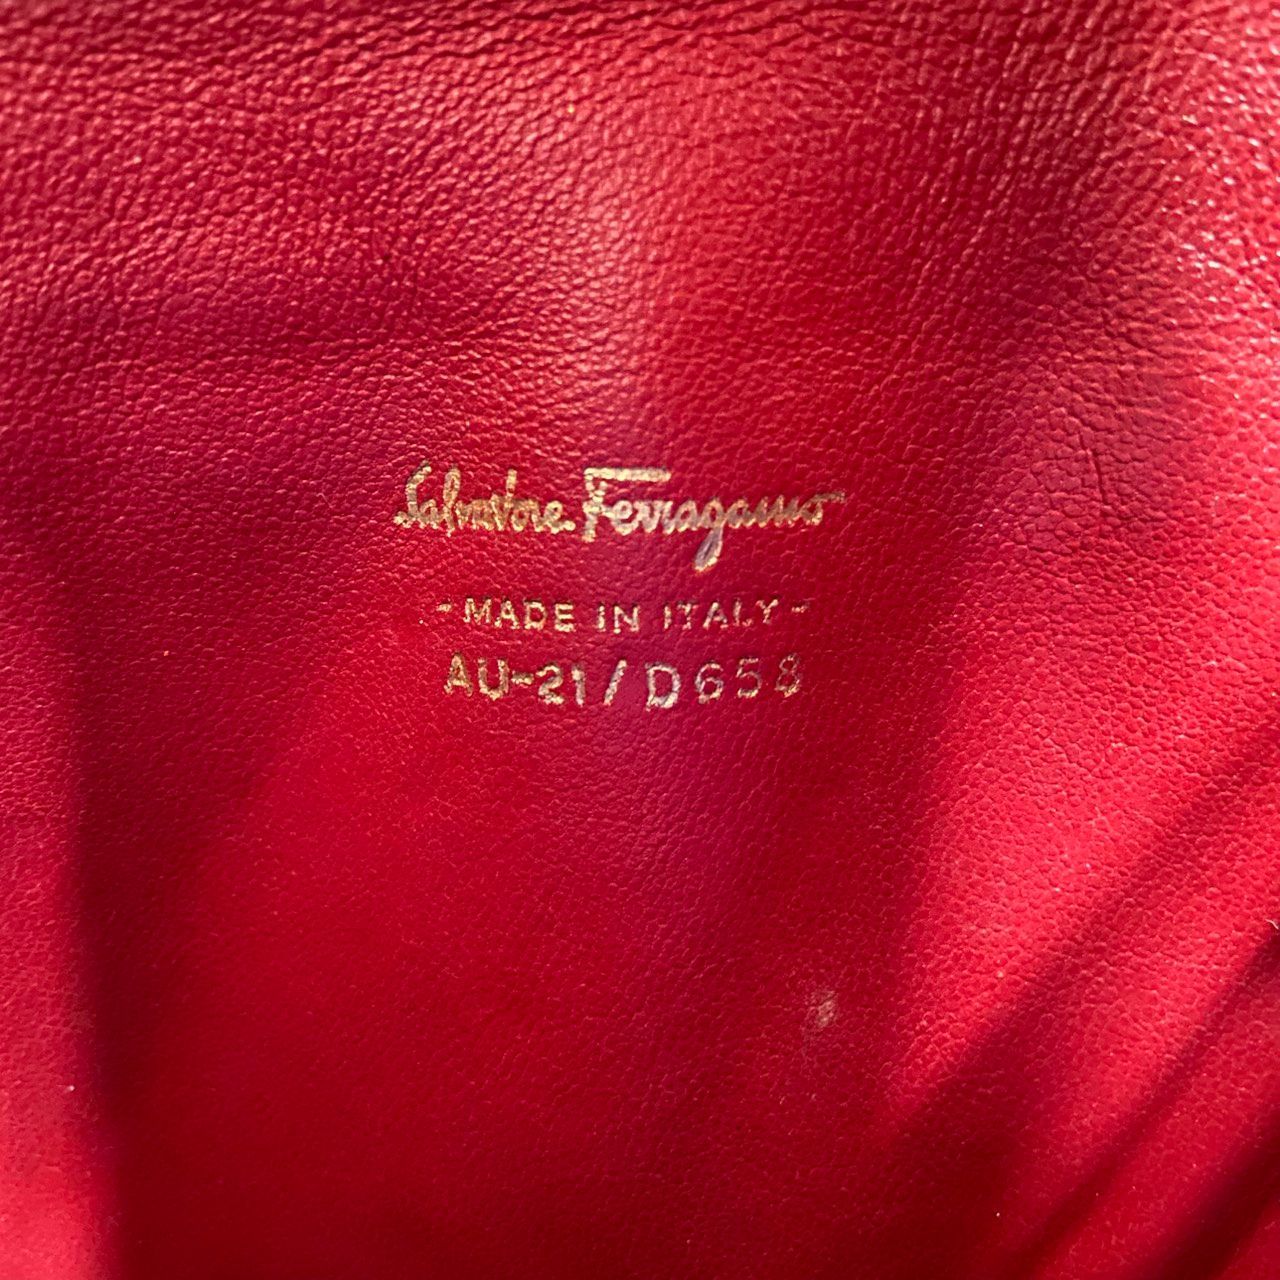 Salvatore Ferragamo
-MADE IN ITALY-
AU-21/D658